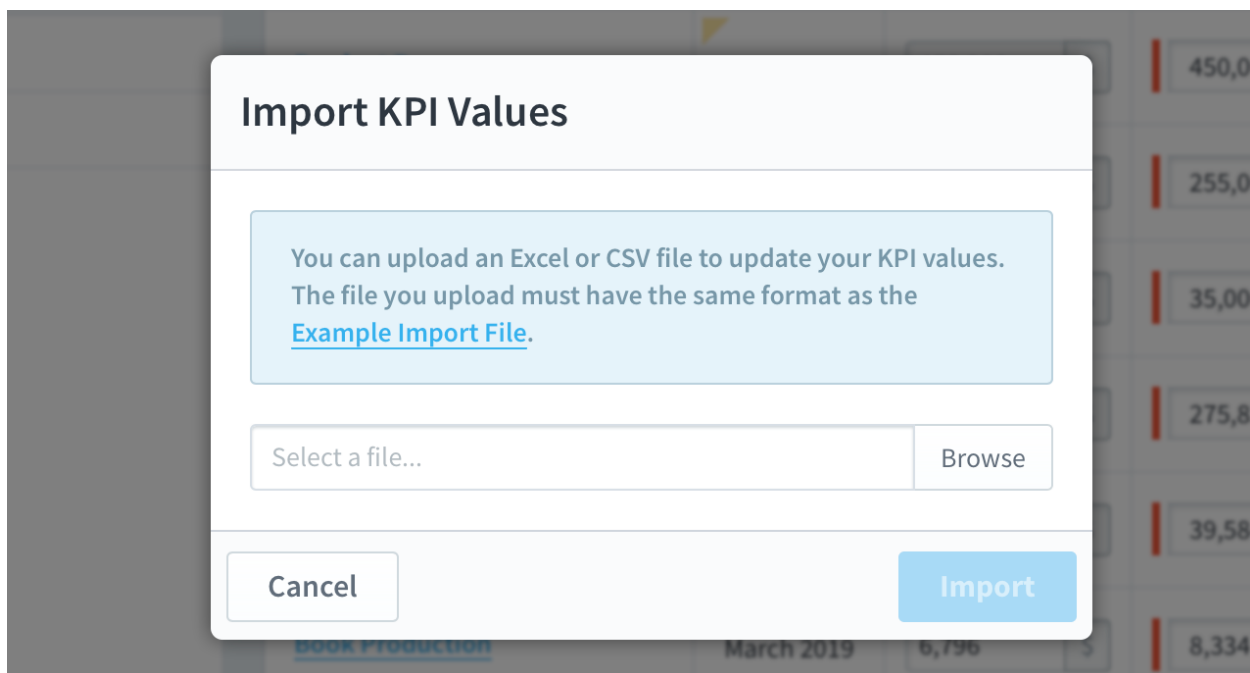 Import KPI Values
You can upload an Excel or CSV file to update your KPI values.
The file you upload must have the same format as the
Example Import File.
Select a file...
Browse
Cancel
Import
450,0
255,0
35,00
275,8
39,58
Book Production
March 2019
6,796
$
8,334